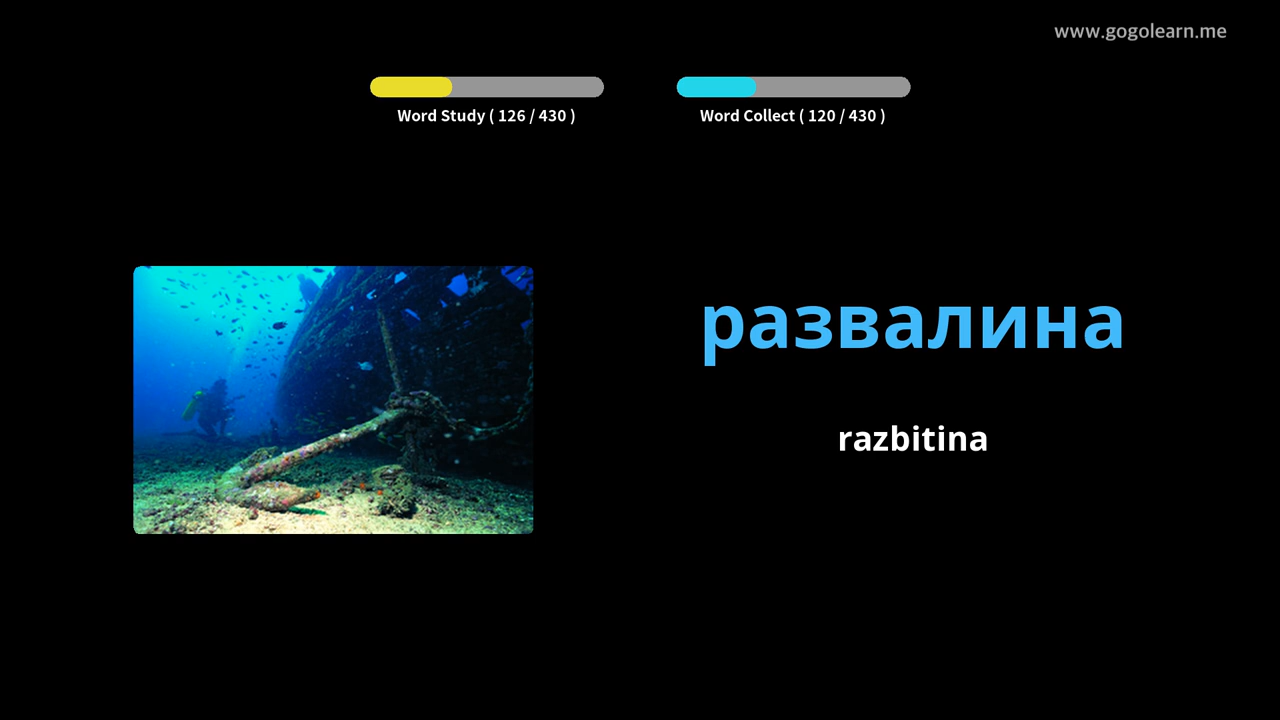 www.gogolearn.me
Word Study ( 126 / 430 )
Word Collect ( 120 / 430 )
развалина
razbitina